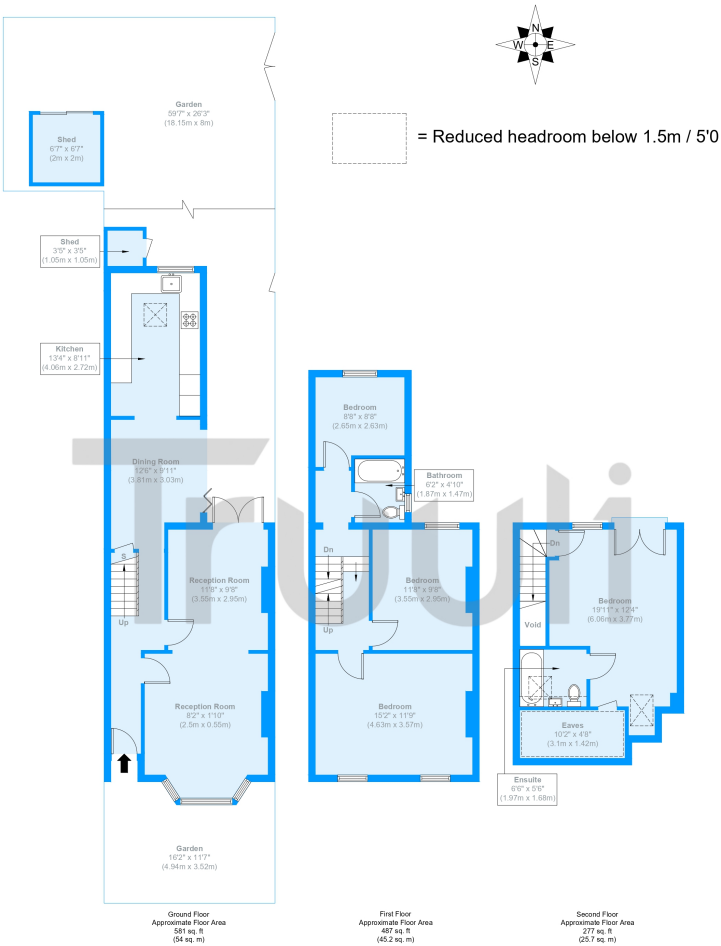 N
W E
S
= Reduced headroom below 1.5m / 5'0
Garden
59'7" x 26'3"
(18.15m x 8m)
Shed
6'7" x 6'7"
(2m x 2m)
Shed
3'5" x 3'5"
(1.05m x 1.05m)
Kitchen
13'4" x 8'11"
(4.06m x 2.72m)
Dining Room
12'6" x 9'11"
(3.81m x 3.03m)
S
Up
Reception Room
11'8" x 9'8"
(3.55m x 2.95m)
Reception Room
8'2" x 1'10"
(2.5m x 0.55m)
Garden
16'2" x 11'7"
(4.94m x 3.52m)
Ground Floor
Approximate Floor Area
581 sq. ft
(54 sq. m)
Bedroom
8'8" x 8'8"
(2.65m x 2.63m)
Bathroom
6'2" x 4'10"
(1.87m x 1.47m)
Dn
Up
Bedroom
11'8" x 9'8"
(3.55m x 2.95m)
Bedroom
15'2" x 11'9"
(4.63m x 3.57m)
First Floor
Approximate Floor Area
487 sq. ft
(45.2 sq. m)
Dn
Void
Bedroom
19'11" x 12'4"
(6.06m x 3.77m)
Eaves
10'2" x 4'8"
(3.1m x 1.42m)
Ensuite
6'6" x 5'6"
(1.97m x 1.68m)
Second Floor
Approximate Floor Area
277 sq. ft
(25.7 sq. m)
Truuli